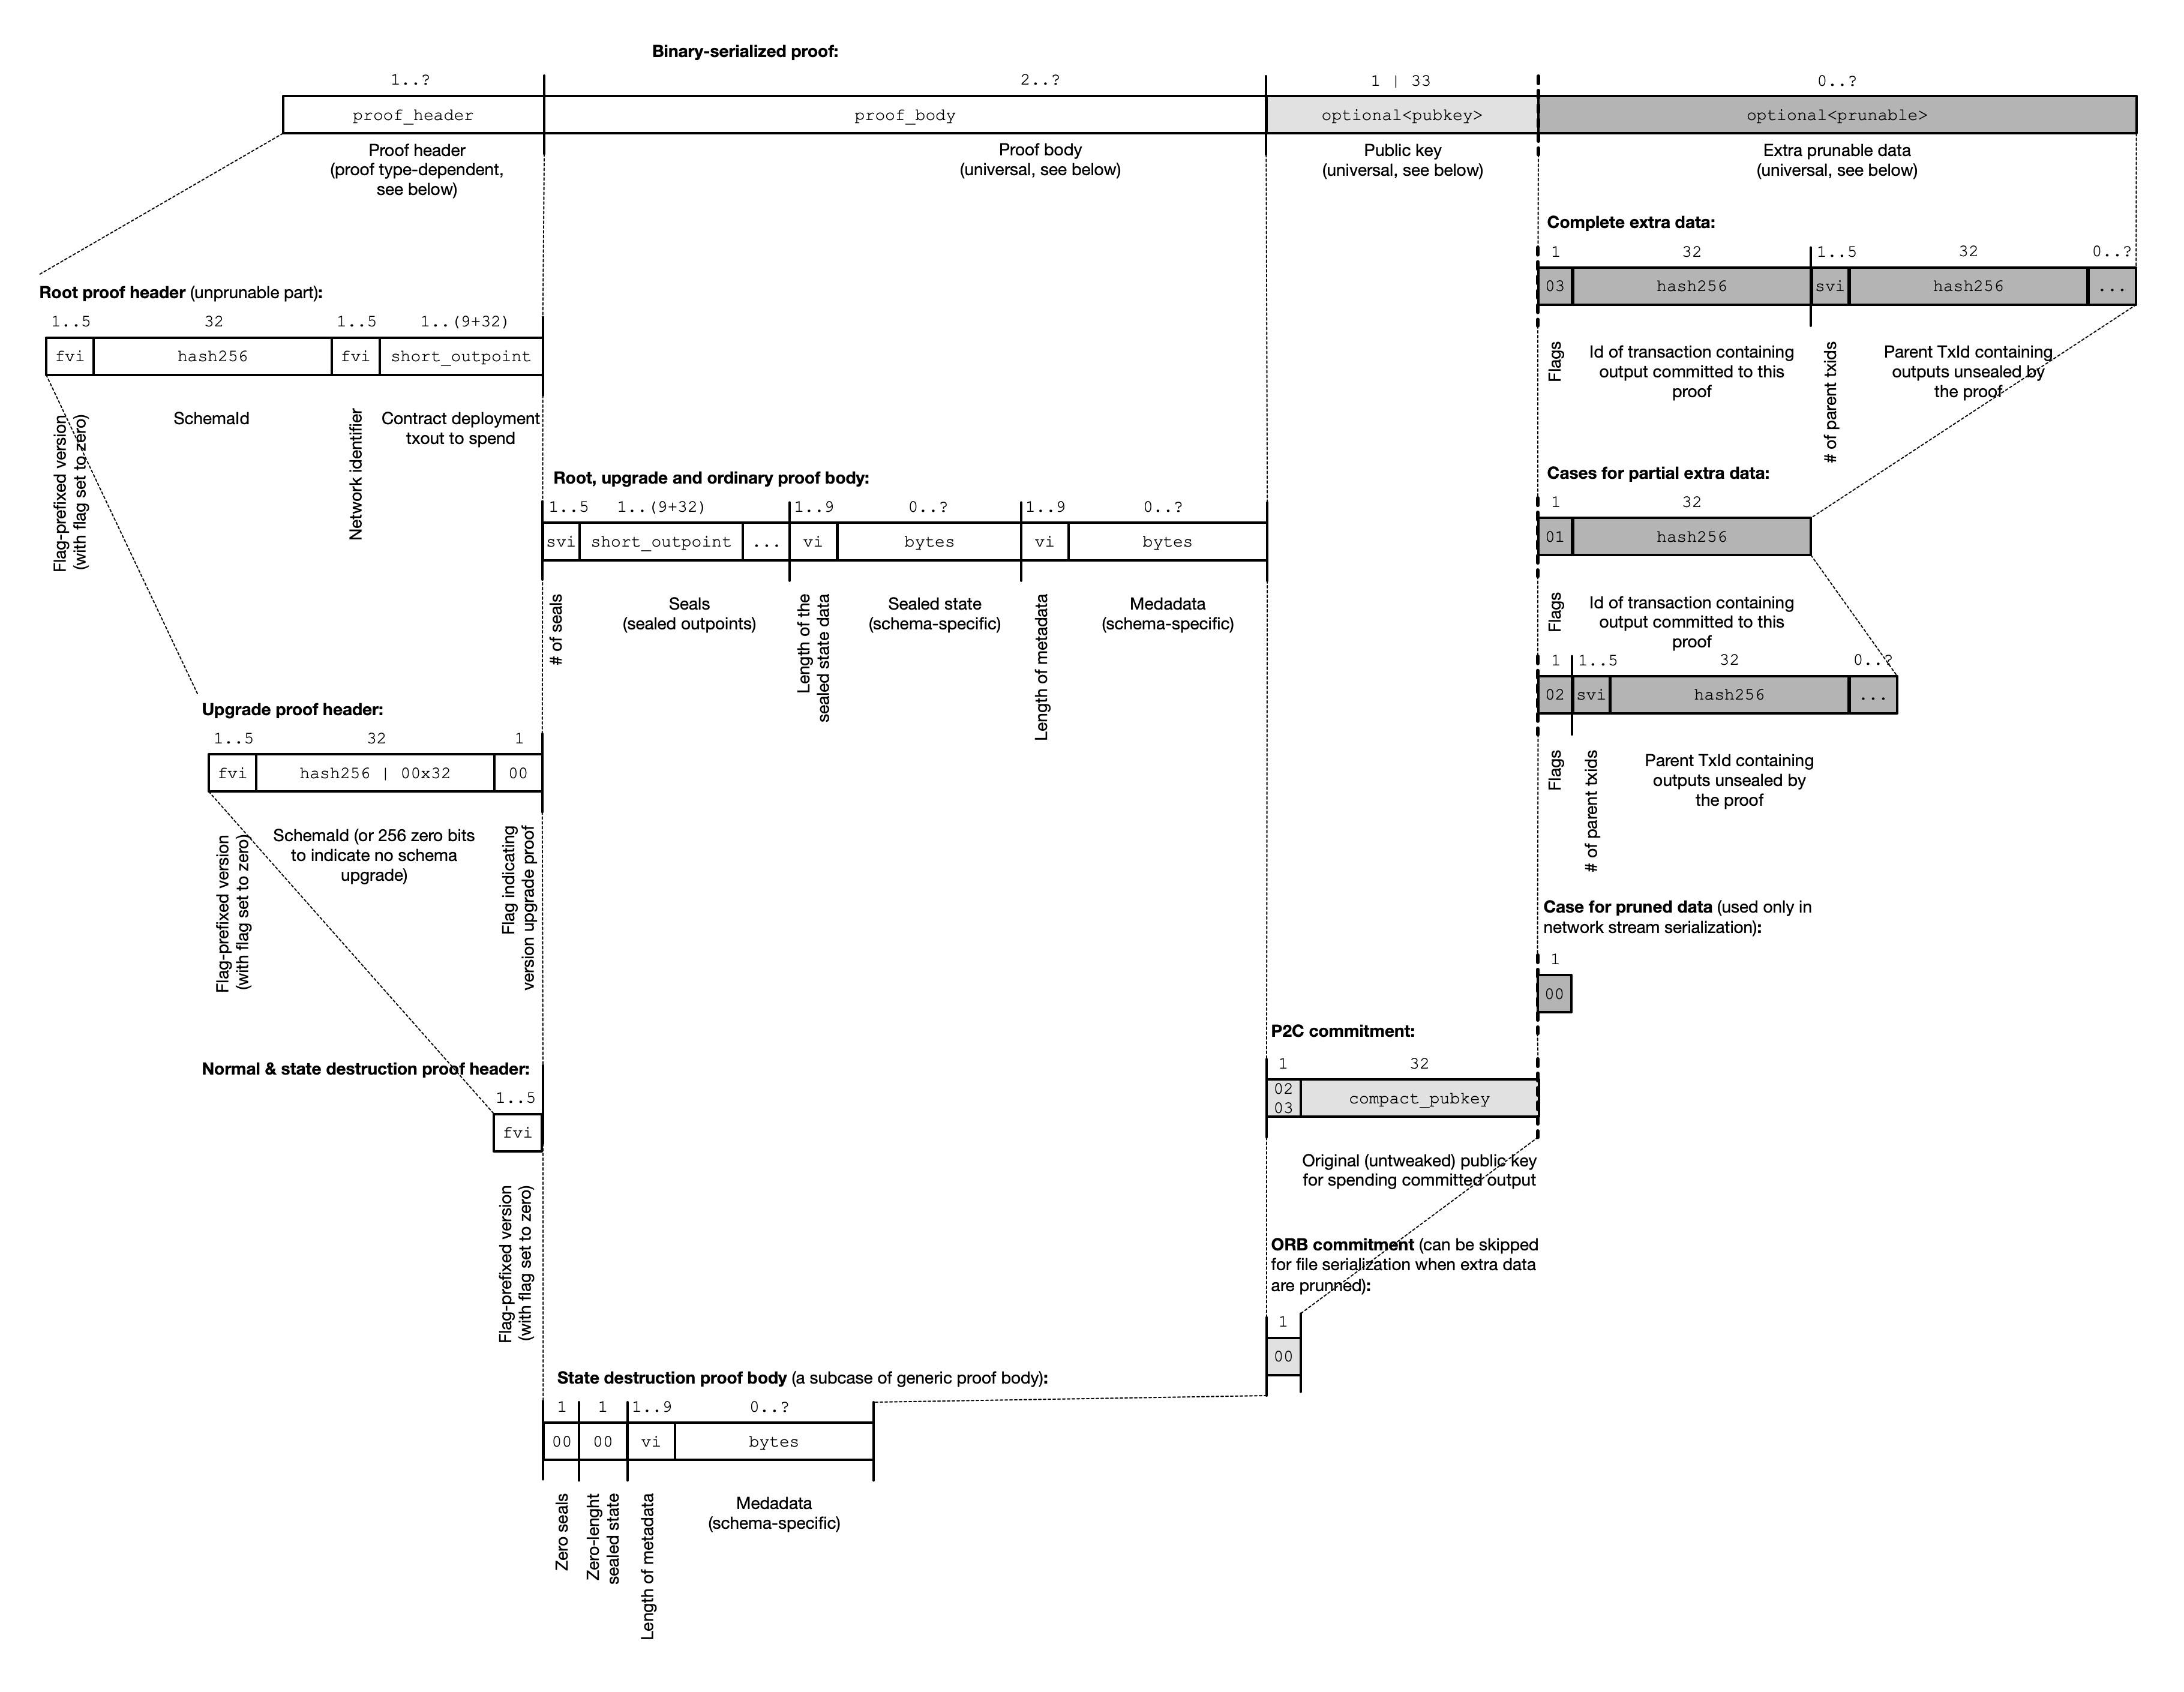 Binary-serialized proof:
1..?
2..?
1 | 33
0..?
proof_header
proof_body
optional<pubkey>
optional<prunable>
Proof header
(proof type-dependent,
see below)
Proof body
(universal, see below)
Public key
(universal, see below)
Extra prunable data
(universal, see below)
Complete extra data:
1
32
1..5
32
0..?
03
hash256
svi
hash256
...
Flags
Id of transaction containing
output committed to this
proof
# of parent txids
Parent TxId containing
outputs unsealed by
the proof
Root proof header (unprunable part):
1..5
32
1..5
1..(9+32)
fvi
hash256
fvi
short_outpoint
Flag-prefixed version
(with flag set to zero)
SchemaId
Network identifier
Contract deployment
txout to spend
Root, upgrade and ordinary proof body:
1..5
1..(9+32)
1..9
0..?
1..9
0..?
svi
short_outpoint
...
vi
bytes
vi
bytes
# of seals
Seals
(sealed outpoints)
Length of the
sealed state data
Sealed state
(schema-specific)
Length of metadata
Medadata
(schema-specific)
Cases for partial extra data:
1
32
01
hash256
Flags
Id of transaction containing
output committed to this
proof
1
1..5
32
0..?
02
svi
hash256
...
Flags
# of parent txids
Parent TxId containing
outputs unsealed by
the proof
Upgrade proof header:
1..5
32
1
fvi
hash256 | 00x32
00
Flag-prefixed version
(with flag set to zero)
SchemaId (or 256 zero bits
to indicate no schema
upgrade)
Flag indicating
version upgrade proof
Case for pruned data (used only in
network stream serialization):
1
00
P2C commitment:
1
32
02
03
compact_pubkey
Original (untweaked) public key
for spending committed output
Normal & state destruction proof header:
1..5
fvi
Flag-prefixed version
(with flag set to zero)
ORB commitment (can be skipped
for file serialization when extra data
are prunned):
1
00
State destruction proof body (a subcase of generic proof body):
1
1
1..9
0..?
00
00
vi
bytes
Zero seals
Zero-lenght
sealed state
Length of metadata
Medadata
(schema-specific)